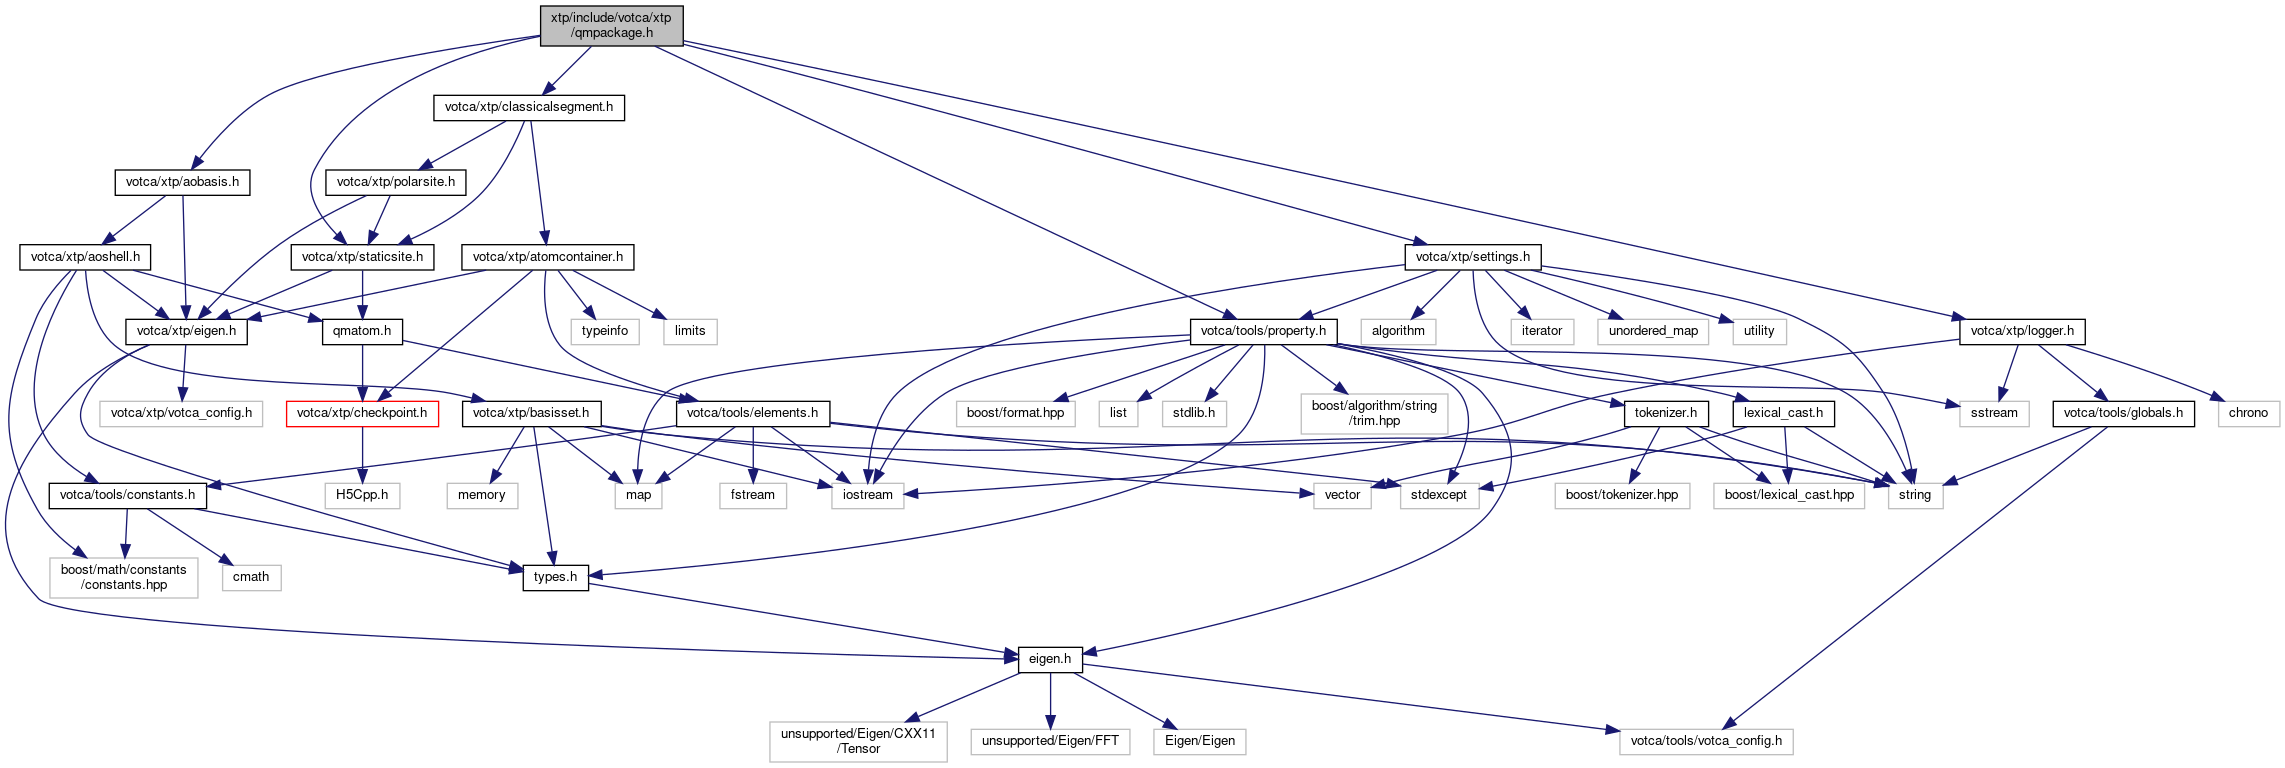 xtp/include/votca/xtp
/qmpackage.h
votca/xtp/classicalsegment.h
votca/xtp/aobasis.h
votca/xtp/polarsite.h
votca/xtp/aoshell.h
votca/xtp/staticsite.h
votca/xtp/atomcontainer.h
votca/xtp/settings.h
votca/xtp/eigen.h
qmatom.h
typeinfo
limits
votca/tools/property.h
algorithm
iterator
unordered_map
utility
votca/xtp/logger.h
votca/xtp/votca_config.h
votca/xtp/checkpoint.h
votca/xtp/basisset.h
votca/tools/elements.h
boost/format.hpp
list
stdlib.h
boost/algorithm/string
/trim.hpp
tokenizer.h
lexical_cast.h
sstream
votca/tools/globals.h
chrono
votca/tools/constants.h
H5Cpp.h
memory
map
fstream
iostream
vector
stdexcept
boost/tokenizer.hpp
boost/lexical_cast.hpp
string
boost/math/constants
/constants.hpp
cmath
types.h
eigen.h
unsupported/Eigen/CXX11
/Tensor
unsupported/Eigen/FFT
Eigen/Eigen
votca/tools/votca_config.h